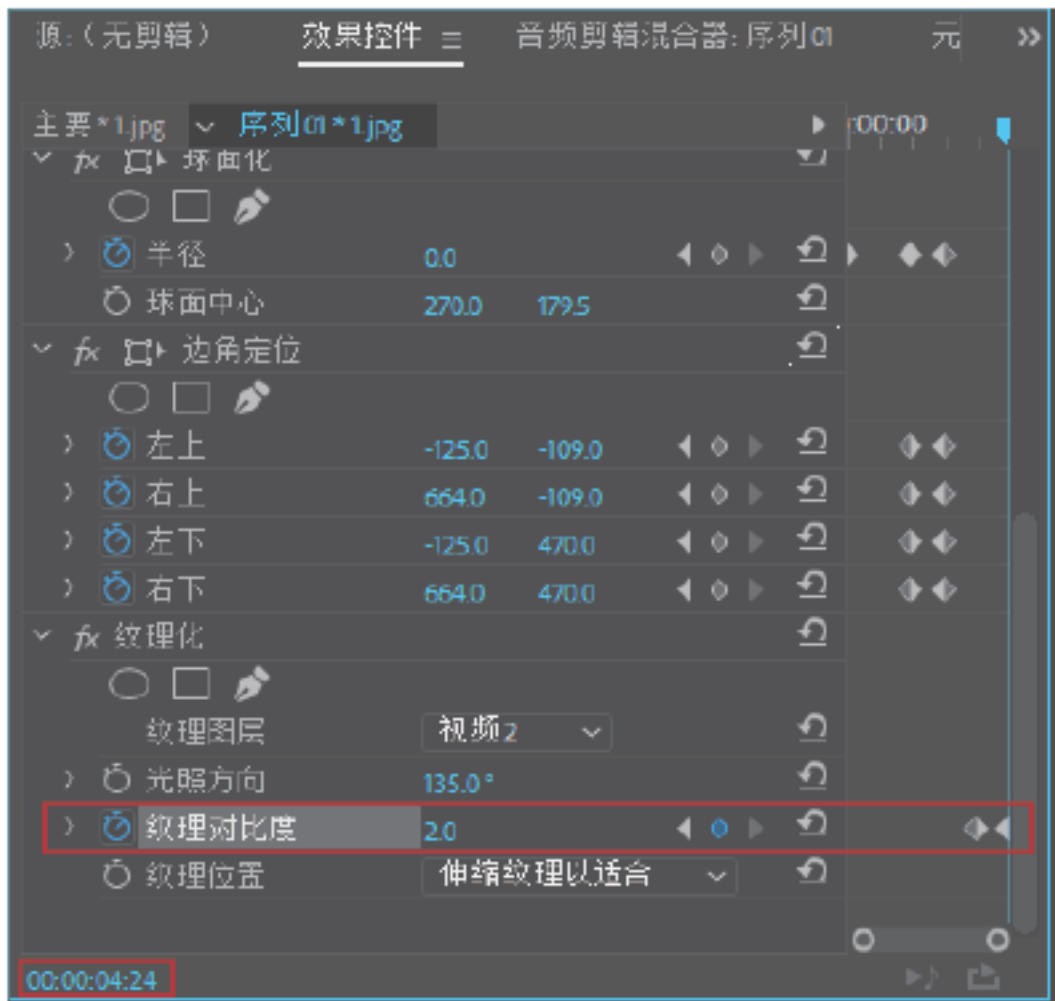 源:（无剪辑） 效果控件 音频剪辑混合器: 序列 01 元 »
主要 * 1.jpg 序列 01 * 1.jpg :00:00
fx 球面化
半径 0.0
球面中心 270.0 179.5
fx 边角定位
左上 -125.0 -109.0
右上 664.0 -109.0
左下 -125.0 470.0
右下 664.0 470.0
fx 纹理化
纹理图层 视频 2
光照方向 135.0 °
纹理对比度 2.0
纹理位置 伸缩纹理以适合
00:00:04:24